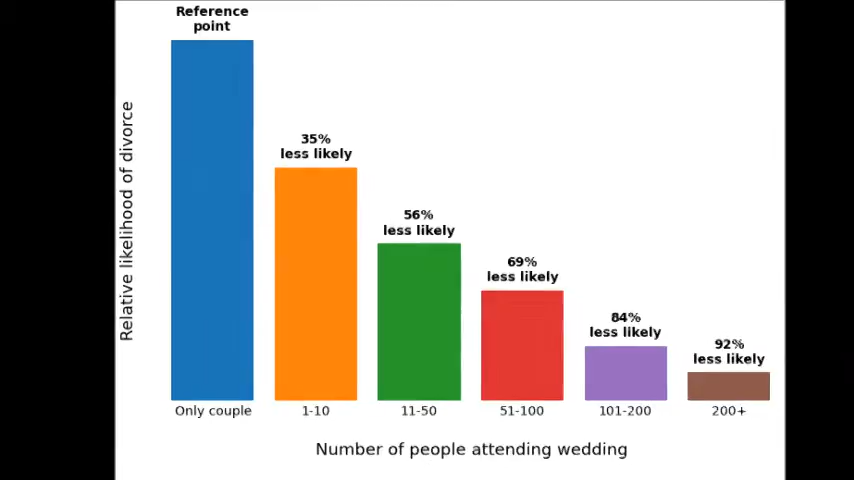 Reference
point
35%
less likely
56%
less likely
69%
less likely
84%
less likely
92%
less likely
Relative likelihood of divorce
Only couple
1-10
11-50
51-100
101-200
200+
Number of people attending wedding